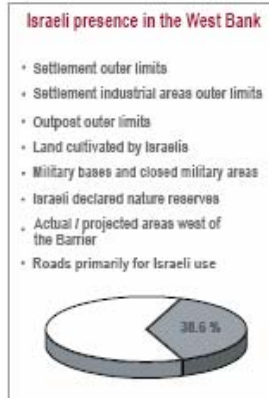 Israeli presence in the West Bank
• Settlement outer limits
• Settlement industrial areas outer limits
• Outpost outer limits
• Land cultivated by Israelis
• Military bases and closed military areas
• Israeli declared nature reserves
• Actual / projected areas west of
the Barrier
• Roads primarily for Israeli use
38.6 %